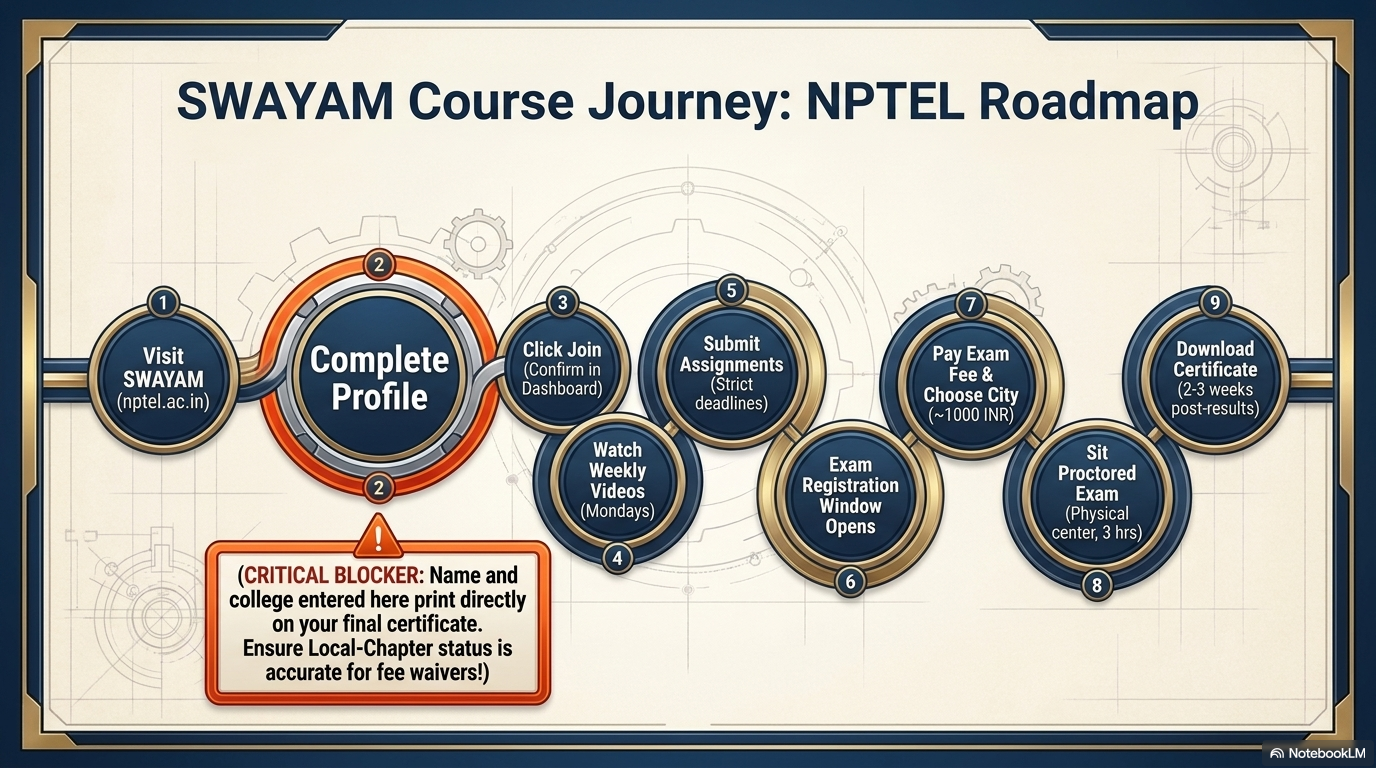 SWAYAM Course Journey: NPTEL Roadmap
1
Visit
SWAYAM
(nptel.ac.in)
2
Complete
Profile
2
!
(CRITICAL BLOCKER: Name and
college entered here print directly
on your final certificate.
Ensure Local-Chapter status is
accurate for fee waivers!)
3
Click Join
(Confirm in
Dashboard)
Watch
Weekly
Videos
(Mondays)
4
5
Submit
Assignments
(Strict
deadlines)
Exam
Registration
Window
Opens
6
7
Pay Exam
Fee &
Choose City
(~1000 INR)
Sit
Proctored
Exam
(Physical
center, 3 hrs)
8
9
Download
Certificate
(2-3 weeks
post-results)
NotebookLM